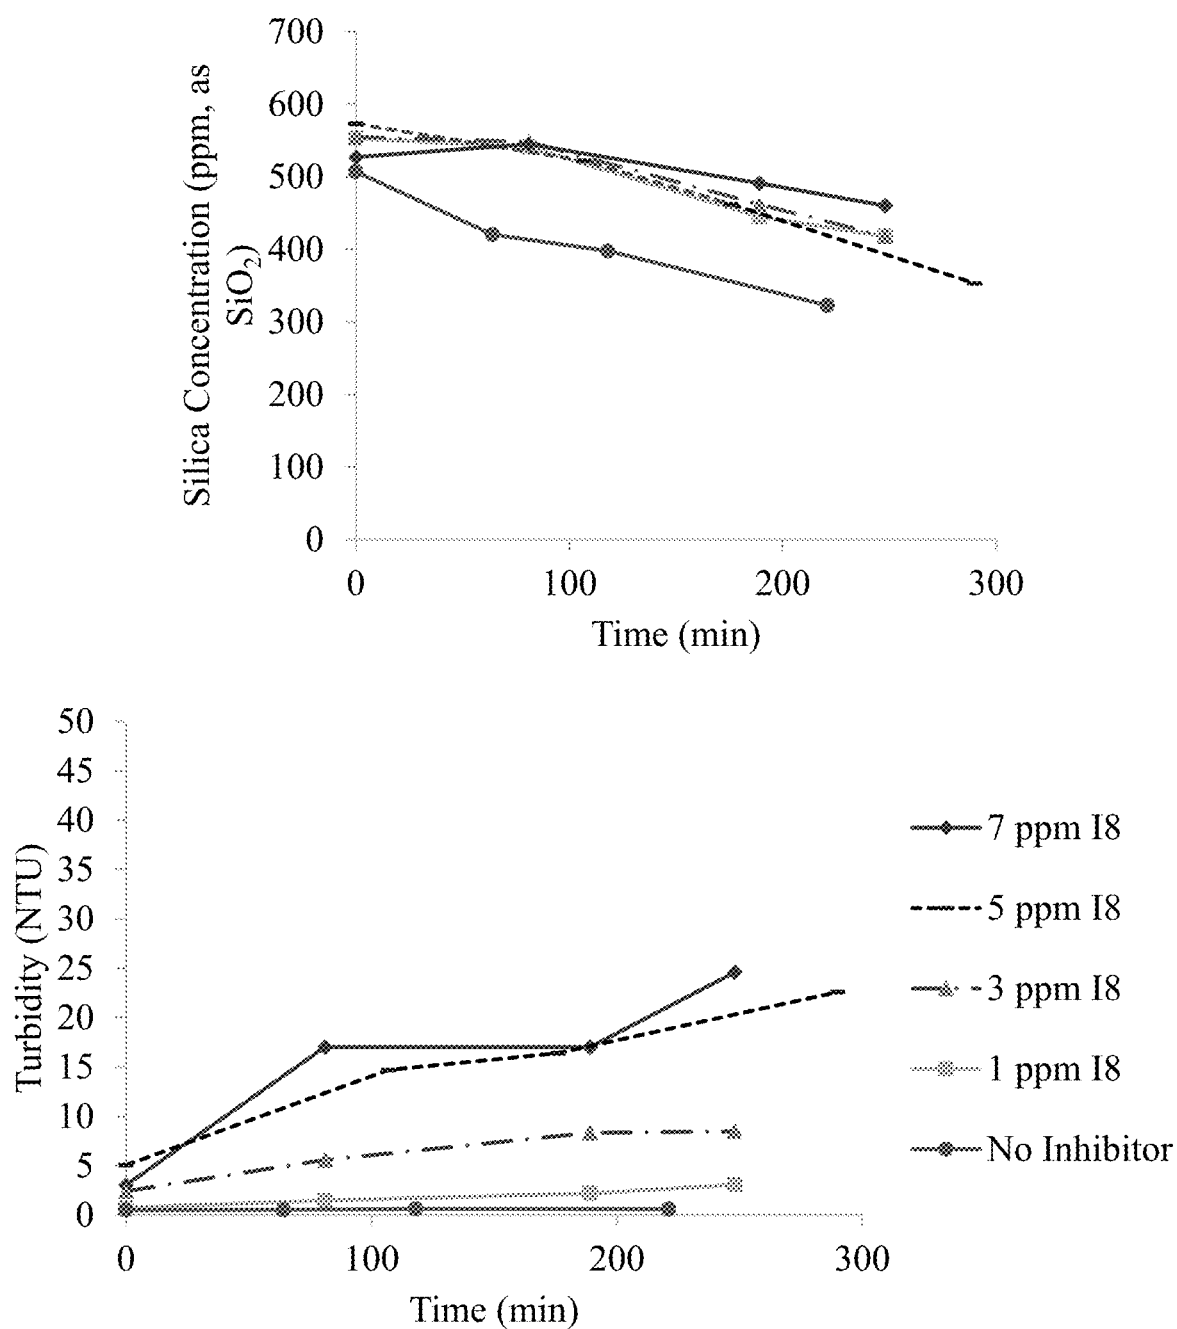 700
600
500
400
300
200
100
0
Silica Concentration (ppm, as
SiO₂)
0 100 200 300
Time (min)
50
45
40
35
30
25
20
15
10
5
0
Turbidity (NTU)
0 100 200 300
Time (min)
7 ppm I8
5 ppm I8
3 ppm I8
1 ppm I8
No Inhibitor